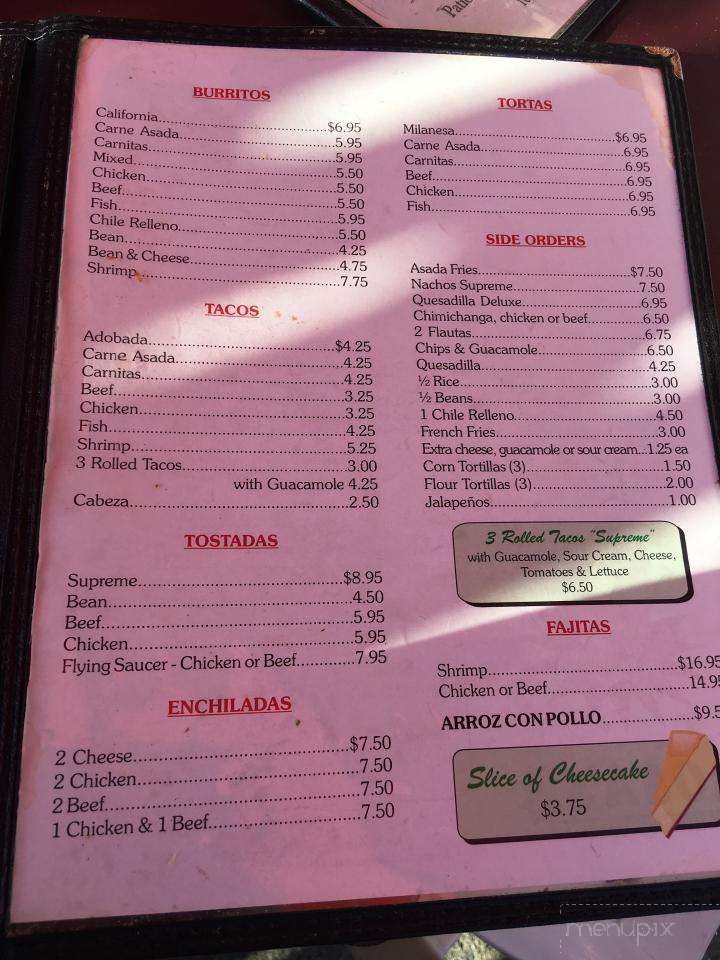 BURRITOS
California........................................$6.95
Carne Asada...................................5.95
Carnitas..........................................5.95
Mixed..............................................5.50
Chicken...........................................5.50
Beef.................................................5.50
Fish..................................................5.95
Chile Relleno...................................5.50
Bean................................................4.25
Bean & Cheese................................4.75
Shrimp.............................................7.75
TACOS
Adobada.........................................$4.25
Carne Asada...................................4.25
Carnitas..........................................4.25
Beef.................................................3.25
Chicken...........................................3.25
Fish..................................................4.25
Shrimp.............................................5.25
3 Rolled Tacos.................................3.00
with Guacamole 4.25
Cabeza............................................2.50
TOSTADAS
Supreme.........................................$8.95
Bean................................................4.50
Beef.................................................5.95
Chicken...........................................5.95
Flying Saucer - Chicken or Beef............7.95
ENCHILADAS
2 Cheese.........................................$7.50
2 Chicken........................................7.50
2 Beef..............................................7.50
1 Chicken & 1 Beef...........................7.50
TORTAS
Milanesa..........................................$6.95
Carne Asada...................................6.95
Carnitas..........................................6.95
Beef.................................................6.95
Chicken...........................................6.95
Fish..................................................6.95
SIDE ORDERS
Asada Fries.....................................$7.50
Nachos Supreme.............................7.50
Quesadilla Deluxe...........................6.95
Chimichanga, chicken or beef..............6.50
2 Flautas..........................................6.75
Chips & Guacamole.........................6.50
Quesadilla.......................................4.25
½ Rice.............................................3.00
½ Beans..........................................3.00
1 Chile Relleno.................................4.50
French Fries.....................................3.00
Extra cheese, guacamole or sour cream...1.25 ea
Corn Tortillas (3)..............................1.50
Flour Tortillas (3).............................2.00
Jalapeños........................................1.00
3 Rolled Tacos "Supreme"
with Guacamole, Sour Cream, Cheese,
Tomatoes & Lettuce
$6.50
FAJITAS
Shrimp............................................$16.95
Chicken or Beef...............................14.95
ARROZ CON POLLO......................$9.5
Slice of Cheesecake
$3.75
menupix